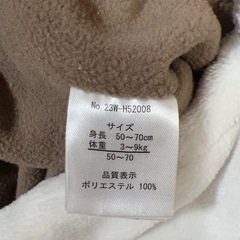 No.23W-H52008
サイズ
身長 50～70cm
体重 3～9kg
50～70
品質表示
ポリエステル 100%